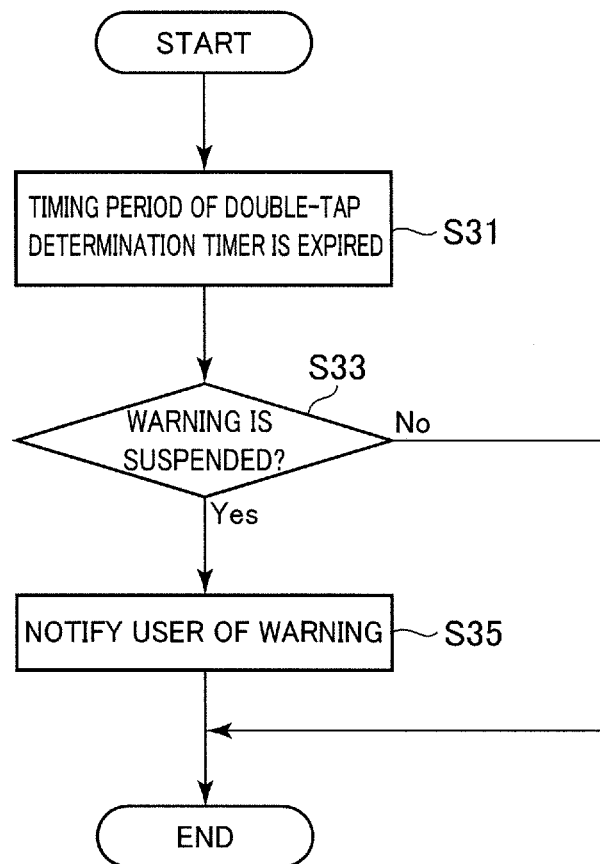 START
TIMING PERIOD OF DOUBLE-TAP
DETERMINATION TIMER IS EXPIRED
S31
S33
WARNING IS
SUSPENDED?
No
Yes
NOTIFY USER OF WARNING
S35
END